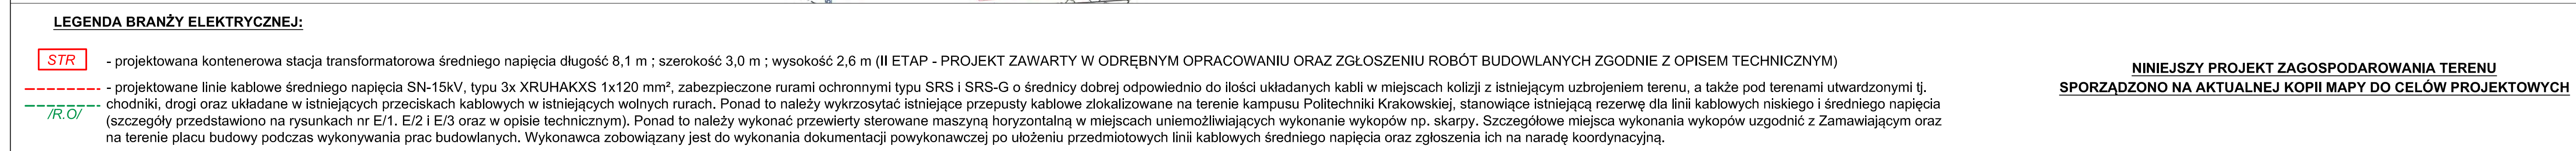 LEGENDA BRANŻY ELEKTRYCZNEJ:
STR - projektowana kontenerowa stacja transformatorowa średniego napięcia długość 8,1 m ; szerokość 3,0 m ; wysokość 2,6 m (II ETAP - PROJEKT ZAWARTY W ODRĘBNYM OPRACOWANIU ORAZ ZGŁOSZENIU ROBÓT BUDOWLANYCH ZGODNIE Z OPISEM TECHNICZNYM)
- projektowane linie kablowe średniego napięcia SN-15kV, typu 3x XRUHAKXS 1x120 mm², zabezpieczone rurami ochronnymi typu SRS i SRS-G o średnicy dobrej odpowiednio do ilości układanych kabli w miejscach kolizji z istniejącym uzbrojeniem terenu, a także pod terenami utwardzonymi tj.
chodniki, drogi oraz układane w istniejących przeciskach kablowych w istniejących wolnych rurach. Ponad to należy wykrzosytać istniejące przepusty kablowe zlokalizowane na terenie kampusu Politechniki Krakowskiej, stanowiące istniejącą rezerwę dla linii kablowych niskiego i średniego napięcia
/R.O/ (szczegóły przedstawiono na rysunkach nr E/1. E/2 i E/3 oraz w opisie technicznym). Ponad to należy wykonać przewierty sterowane maszyną horyzontalną w miejscach uniemożliwiających wykonanie wykopów np. skarpy. Szczegółowe miejsca wykonania wykopów uzgodnić z Zamawiającym oraz
na terenie placu budowy podczas wykonywania prac budowlanych. Wykonawca zobowiązany jest do wykonania dokumentacji powykonawczej po ułożeniu przedmiotowych linii kablowych średniego napięcia oraz zgłoszenia ich na naradę koordynacyjną.
NINIEJSZY PROJEKT ZAGOSPODAROWANIA TERENU
SPORZĄDZONO NA AKTUALNEJ KOPII MAPY DO CELÓW PROJEKTOWYCH